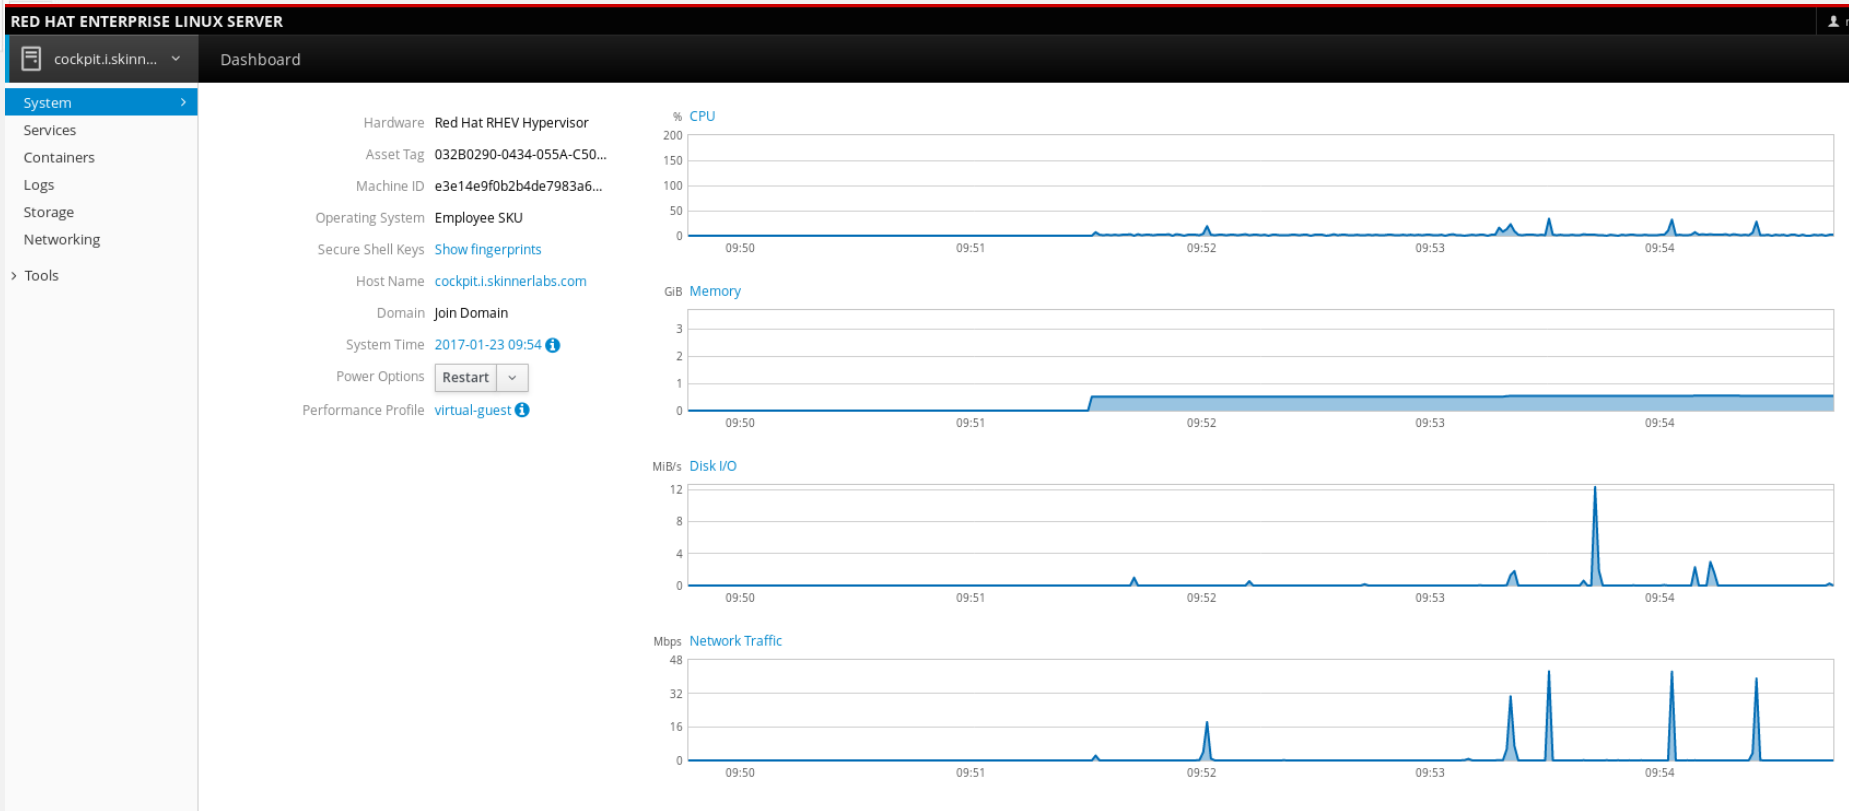 RED HAT ENTERPRISE LINUX SERVER
cockpit.i.skinn...
Dashboard
System
Services
Containers
Logs
Storage
Networking
Tools
Hardware Red Hat RHEV Hypervisor
Asset Tag 032B0290-0434-055A-C50...
Machine ID e3e14e9f0b2b4de7983a6...
Operating System Employee SKU
Secure Shell Keys Show fingerprints
Host Name cockpit.i.skinnerlabs.com
Domain Join Domain
System Time 2017-01-23 09:54
Power Options Restart
Performance Profile virtual-guest
% CPU
200
150
100
50
0
09:50 09:51 09:52 09:53 09:54
GiB Memory
3
2
1
0
09:50 09:51 09:52 09:53 09:54
MiB/s Disk I/O
12
8
4
0
09:50 09:51 09:52 09:53 09:54
Mbps Network Traffic
48
32
16
0
09:50 09:51 09:52 09:53 09:54